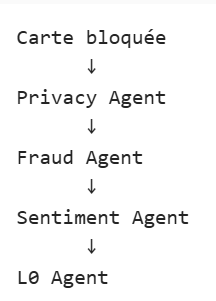 Carte bloquée
↓
Privacy Agent
↓
Fraud Agent
↓
Sentiment Agent
↓
L0 Agent